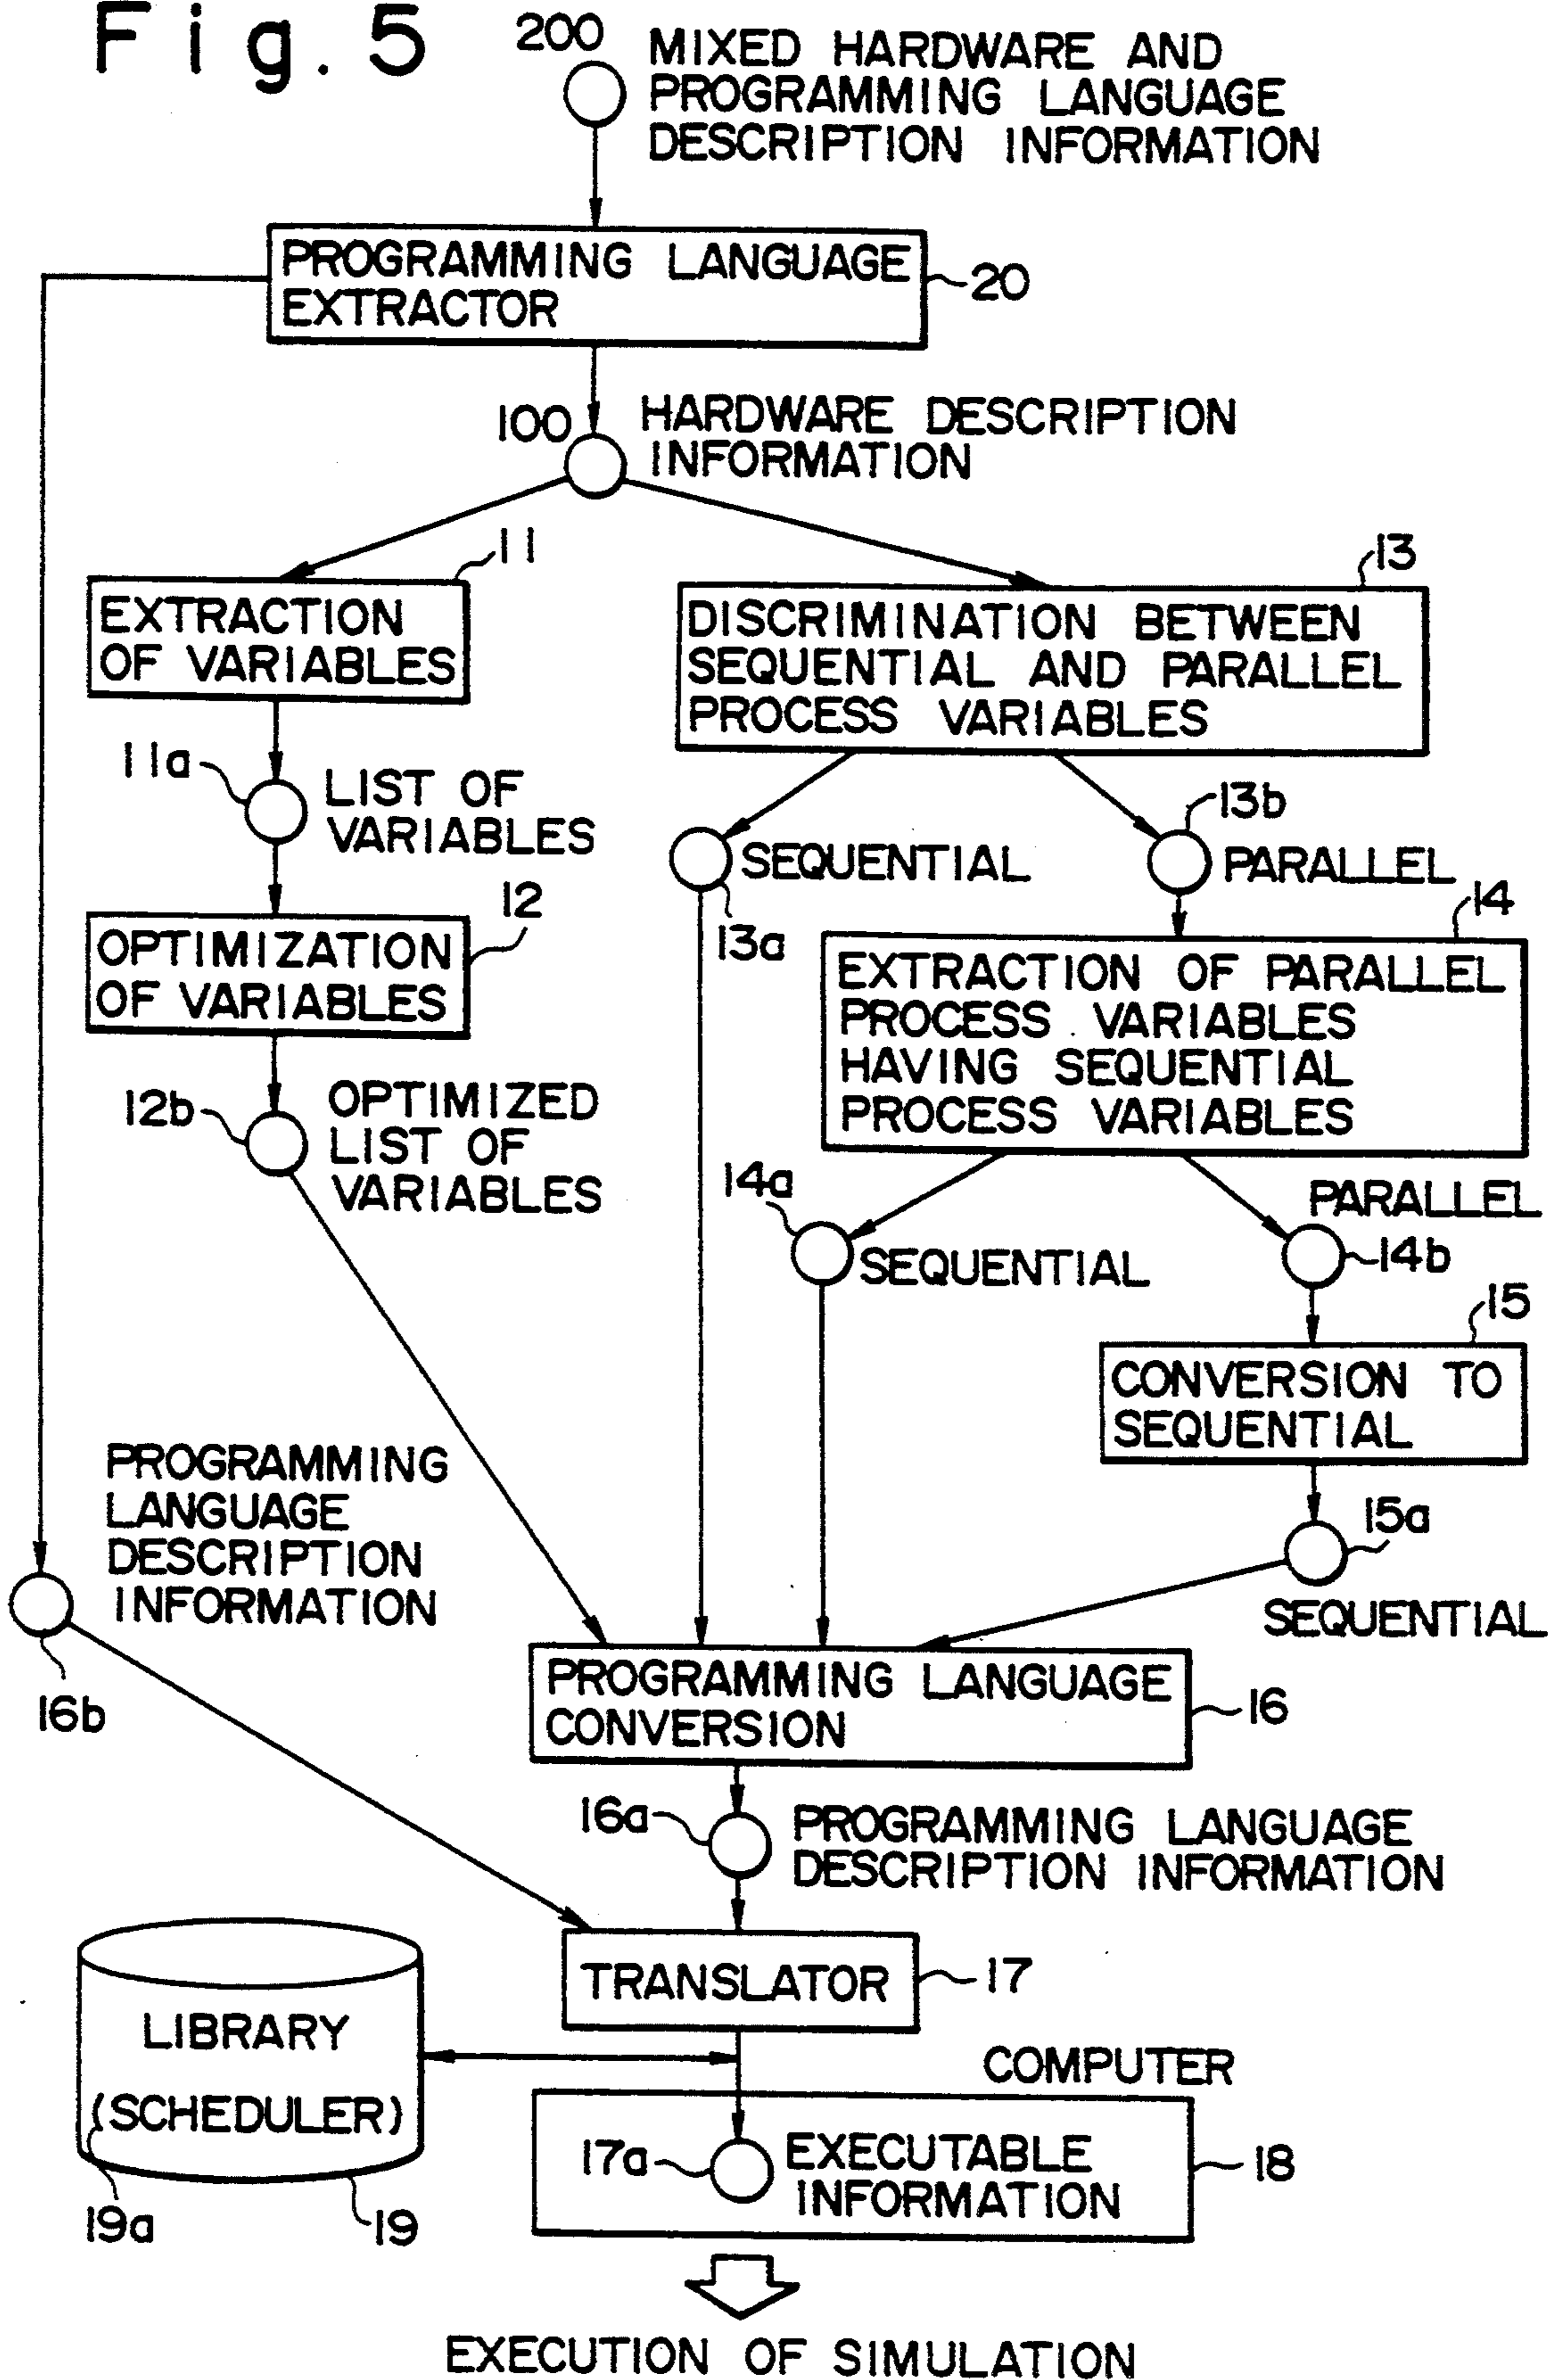 Fig. 5
200
MIXED HARDWARE AND
PROGRAMMING LANGUAGE
DESCRIPTION INFORMATION
PROGRAMMING LANGUAGE
EXTRACTOR
20
100
HARDWARE DESCRIPTION
INFORMATION
11
EXTRACTION
OF VARIABLES
13
DISCRIMINATION BETWEEN
SEQUENTIAL AND PARALLEL
PROCESS VARIABLES
11a
LIST OF
VARIABLES
13b
SEQUENTIAL
PARALLEL
13a
12
OPTIMIZATION
OF VARIABLES
14
EXTRACTION OF PARALLEL
PROCESS VARIABLES
HAVING SEQUENTIAL
PROCESS VARIABLES
12b
OPTIMIZED
LIST OF
VARIABLES
14a
SEQUENTIAL
PARALLEL
14b
15
CONVERSION TO
SEQUENTIAL
15a
SEQUENTIAL
PROGRAMMING
LANGUAGE
DESCRIPTION
INFORMATION
16b
PROGRAMMING LANGUAGE
CONVERSION
16
16a
PROGRAMMING LANGUAGE
DESCRIPTION INFORMATION
TRANSLATOR
17
LIBRARY
(SCHEDULER)
19a
19
COMPUTER
17a
EXECUTABLE
INFORMATION
18
EXECUTION OF SIMULATION